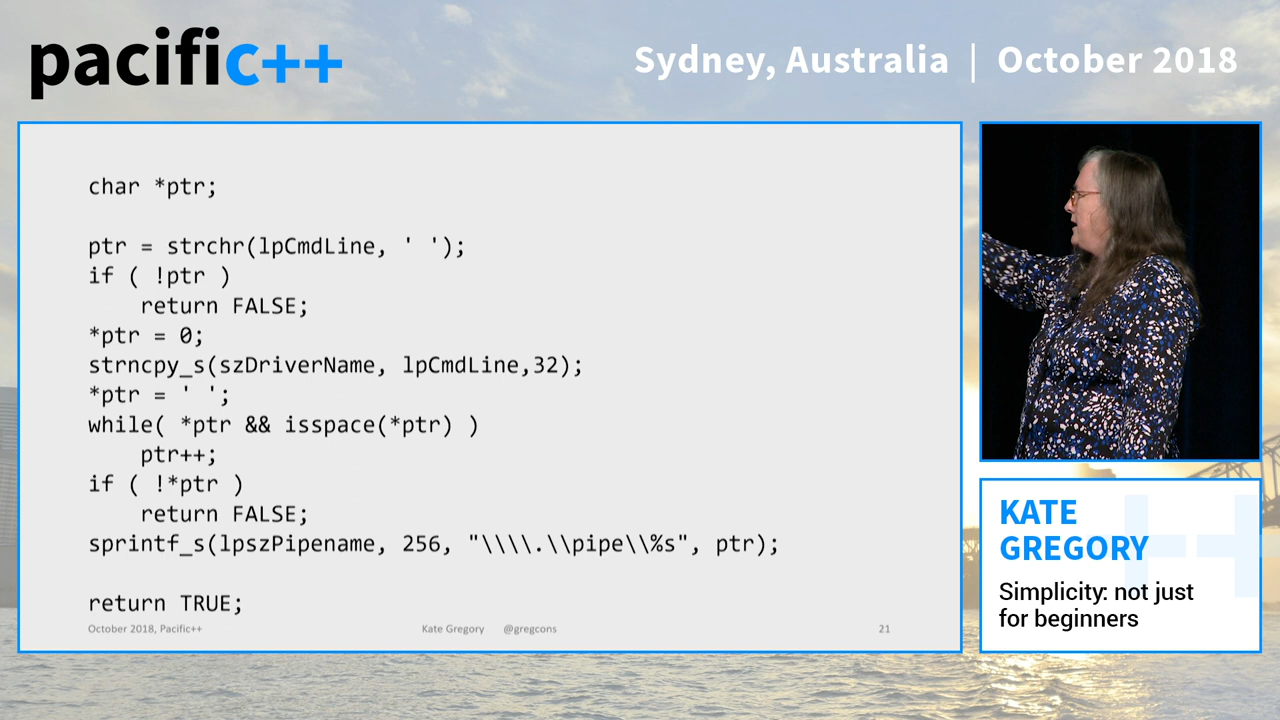 pacific++
Sydney, Australia | October 2018
char *ptr;
ptr = strchr(lpCmdLine, ' ');
if ( !ptr )
    return FALSE;
*ptr = 0;
strncpy_s(szDriverName, lpCmdLine,32);
*ptr = ' ';
while( *ptr && isspace(*ptr) )
    ptr++;
if ( !*ptr )
    return FALSE;
sprintf_s(lpszPipename, 256, "\\\\.\\pipe\\%s", ptr);
return TRUE;
October 2018, Pacific++ Kate Gregory @gregcons 21
KATE
GREGORY
Simplicity: not just
for beginners